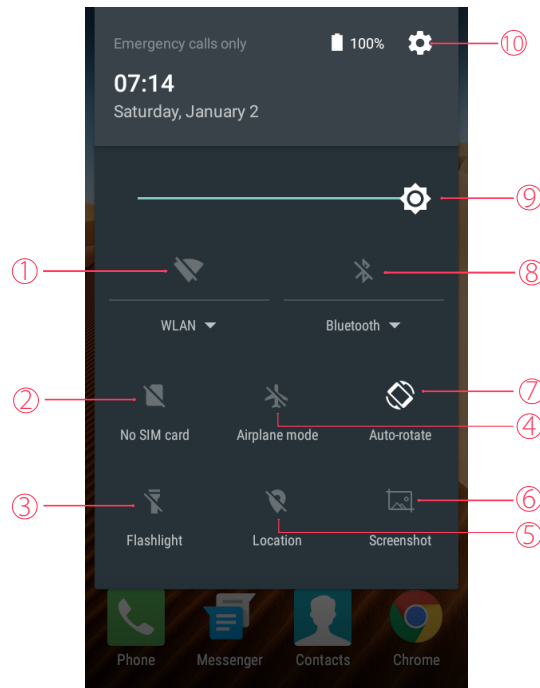 Emergency calls only 100% ⑩
07:14
Saturday, January 2
⑨
① ⑧
WLAN Bluetooth
② ⑦
④
No SIM card Airplane mode Auto-rotate
③ ⑥
⑤
Flashlight Location Screenshot
Phone Messenger Contacts Chrome